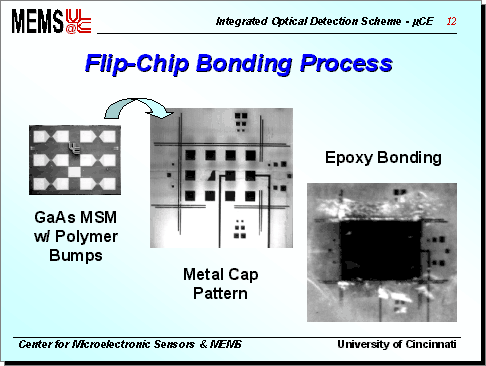 MEMS UC
@
Integrated Optical Detection Scheme - µCE 12
Flip-Chip Bonding Process
GaAs MSM
w/ Polymer
Bumps
Metal Cap
Pattern
Epoxy Bonding
Center for Microelectronic Sensors & MEMS
University of Cincinnati